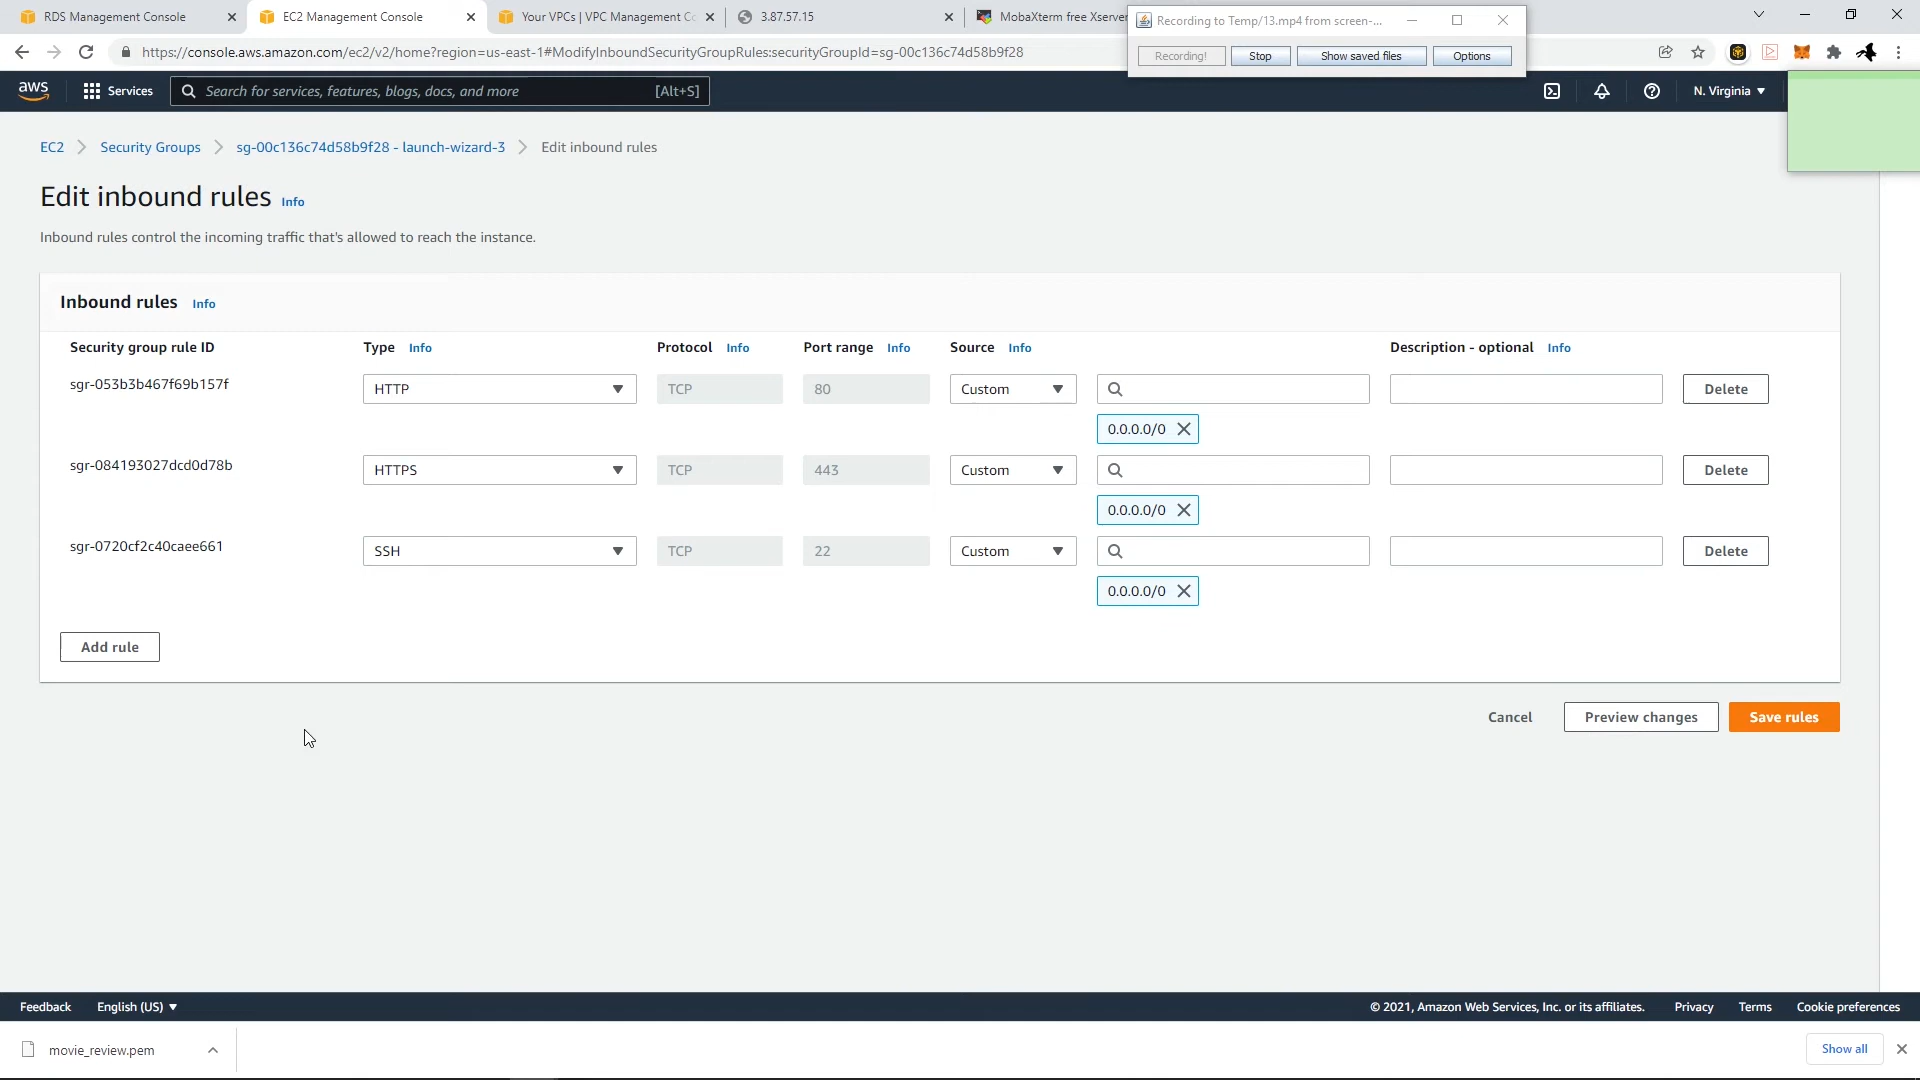 RDS Management Console
EC2 Management Console
Your VPCs | VPC Management Co
3.87.57.15
MobaXterm free Xserver
Recording to Temp/13.mp4 from screen-...
Recording!
Stop
Show saved files
Options
https://console.aws.amazon.com/ec2/v2/home?region=us-east-1#ModifyInboundSecurityGroupRules:securityGroupId=sg-00c136c74d58b9f28
aws
Services
Search for services, features, blogs, docs, and more
[Alt+S]
N. Virginia
EC2
Security Groups
sg-00c136c74d58b9f28 - launch-wizard-3
Edit inbound rules
Edit inbound rules Info
Inbound rules control the incoming traffic that's allowed to reach the instance.
Inbound rules Info
Security group rule ID
Type Info
Protocol Info
Port range Info
Source Info
Description - optional Info
sgr-053b3b467f69b157f
HTTP
TCP
80
Custom
Delete
0.0.0.0/0
sgr-084193027dcd0d78b
HTTPS
TCP
443
Custom
Delete
0.0.0.0/0
sgr-0720cf2c40caee661
SSH
TCP
22
Custom
Delete
0.0.0.0/0
Add rule
Cancel
Preview changes
Save rules
Feedback
English (US)
© 2021, Amazon Web Services, Inc. or its affiliates.
Privacy
Terms
Cookie preferences
movie_review.pem
Show all